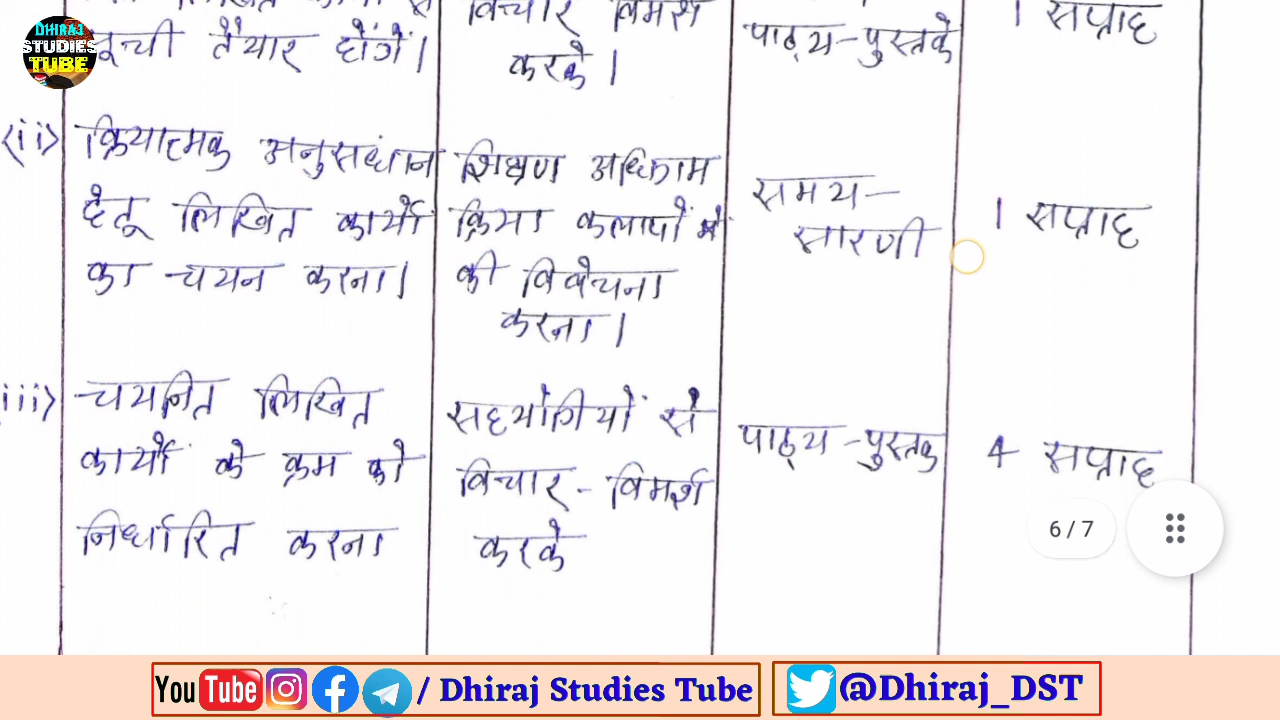 DHIRAJ
STUDIES
TUBE
सूची तैयार होंगें।
विचार विमर्श
करके।
पाठ्य-पुस्तकें
1 सप्ताह
(ii) क्रियात्मक अनुसंधान
हेतू लिखित कार्यों
का चयन करना।
शिक्षण अधिगम
क्रिया कलापों में
की विवेचना
करना।
समय-
सारणी
1 सप्ताह
iii) चयनित लिखित
कार्यों के क्रम को
निर्धारित करना
सहयोगियों से
विचार-विमर्श
करके
पाठ्य-पुस्तक
4 सप्ताह
6 / 7
YouTube / Dhiraj Studies Tube
@Dhiraj_DST